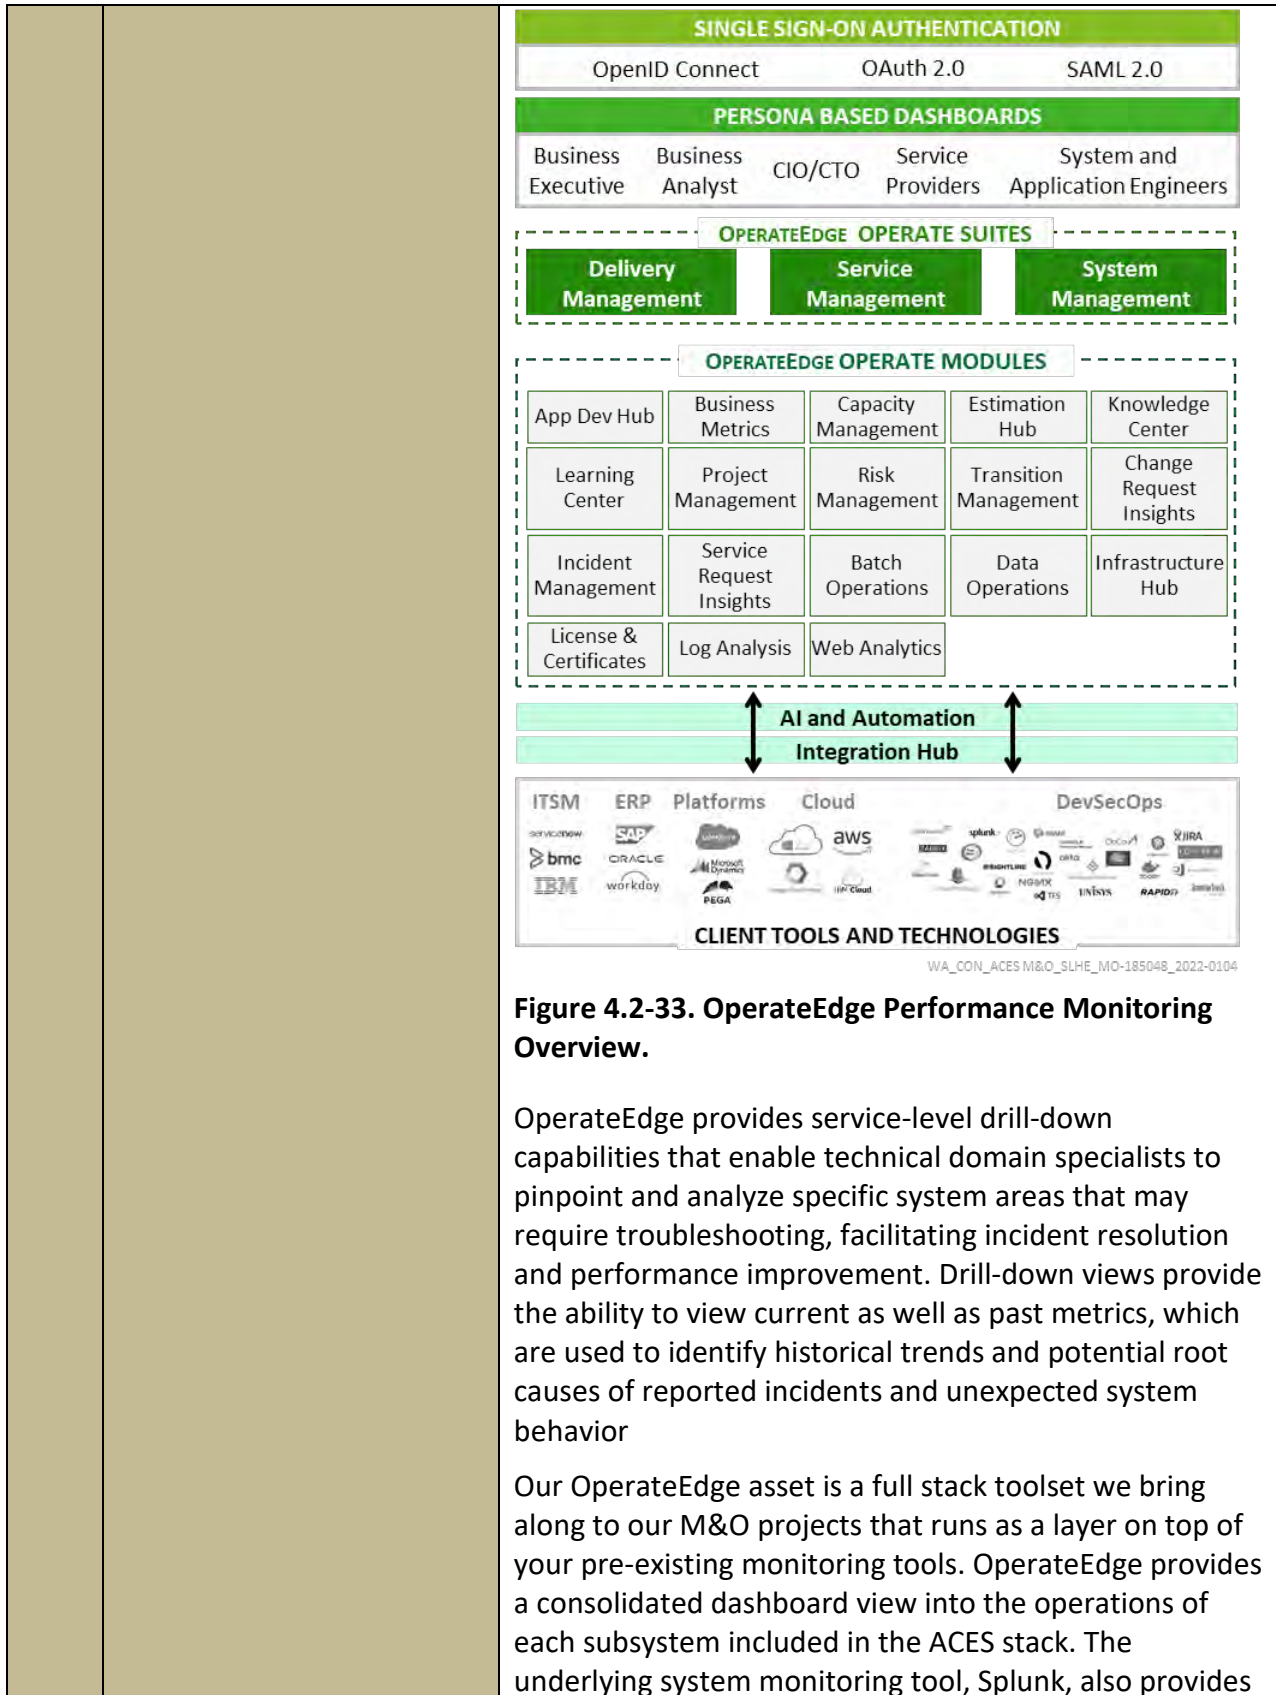 SINGLE SIGN-ON AUTHENTICATION
OpenID Connect OAuth 2.0 SAML 2.0
PERSONA BASED DASHBOARDS
Business Executive Business Analyst CIO/CTO Service Providers System and Application Engineers
OPERATEEDGE OPERATE SUITES
Delivery Management Service Management System Management
OPERATEEDGE OPERATE MODULES
App Dev Hub Business Metrics Capacity Management Estimation Hub Knowledge Center
Learning Center Project Management Risk Management Transition Management Change Request Insights
Incident Management Service Request Insights Batch Operations Data Operations Infrastructure Hub
License & Certificates Log Analysis Web Analytics
AI and Automation
Integration Hub
ITSM ERP Platforms Cloud DevSecOps
servicenow SAP salesforce aws splunk JIRA
bmc ORACLE Microsoft Dynamics okta
IBM workday PEGA IBM Cloud NGINX TFS UNISYS RAPID7
CLIENT TOOLS AND TECHNOLOGIES
WA_CON_ACES M&O_SLHE_MO-185048_2022-0104
Figure 4.2-33. OperateEdge Performance Monitoring
Overview.
OperateEdge provides service-level drill-down
capabilities that enable technical domain specialists to
pinpoint and analyze specific system areas that may
require troubleshooting, facilitating incident resolution
and performance improvement. Drill-down views provide
the ability to view current as well as past metrics, which
are used to identify historical trends and potential root
causes of reported incidents and unexpected system
behavior
Our OperateEdge asset is a full stack toolset we bring
along to our M&O projects that runs as a layer on top of
your pre-existing monitoring tools. OperateEdge provides
a consolidated dashboard view into the operations of
each subsystem included in the ACES stack. The
underlying system monitoring tool, Splunk, also provides